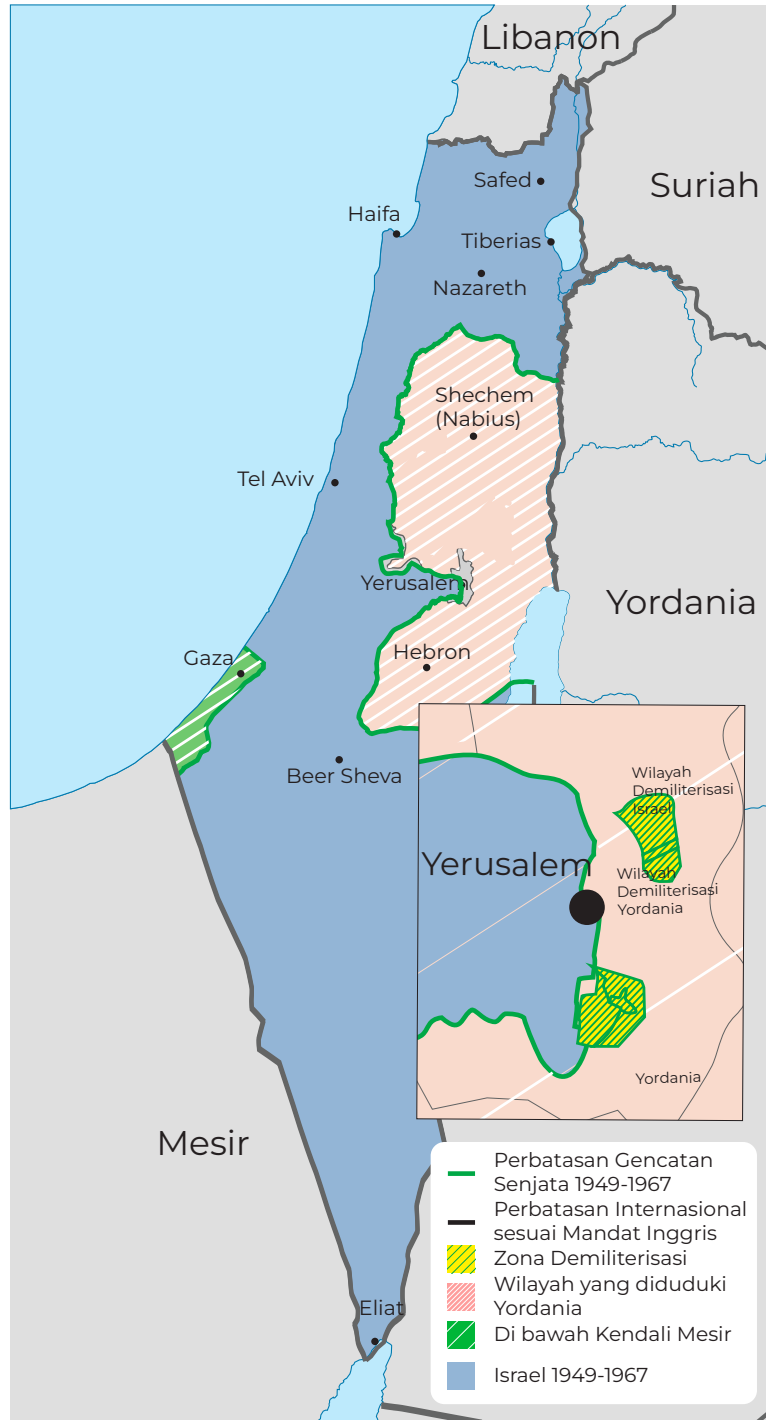 Libanon
Safed
Suriah
Haifa
Tiberias
Nazareth
Shechem
(Nabius)
Tel Aviv
Yerusalem
Yordania
Gaza
Hebron
Beer Sheva
Wilayah
Demiliterisasi
Israel
Yerusalem
Wilayah
Demiliterisasi
Yordania
Yordania
Mesir
Eliat
Perbatasan Gencatan
Senjata 1949-1967
Perbatasan Internasional
sesuai Mandat Inggris
Zona Demiliterisasi
Wilayah yang diduduki
Yordania
Di bawah Kendali Mesir
Israel 1949-1967